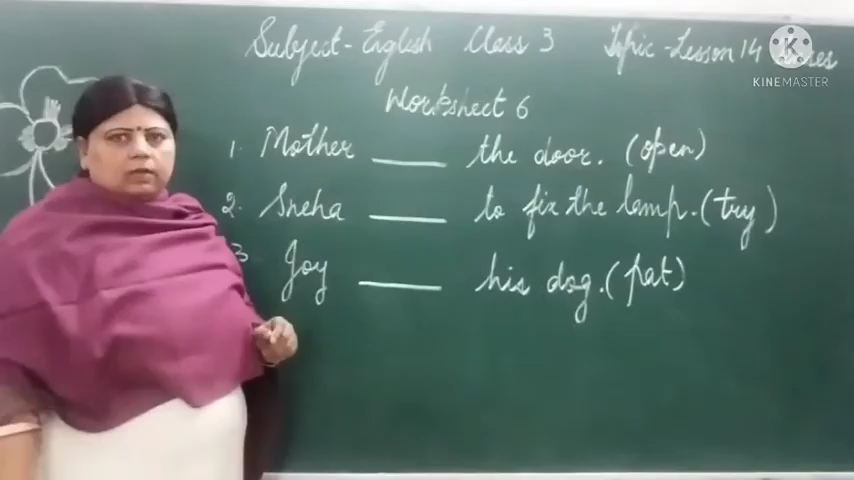 Subject - English Class 3 Topic - Lesson 14
Worksheet 6
1. Mother ____ the door. (open)
2. Sneha ____ to fix the lamp. (try)
3 Joy ____ his dog. (pat)
KINEMASTER